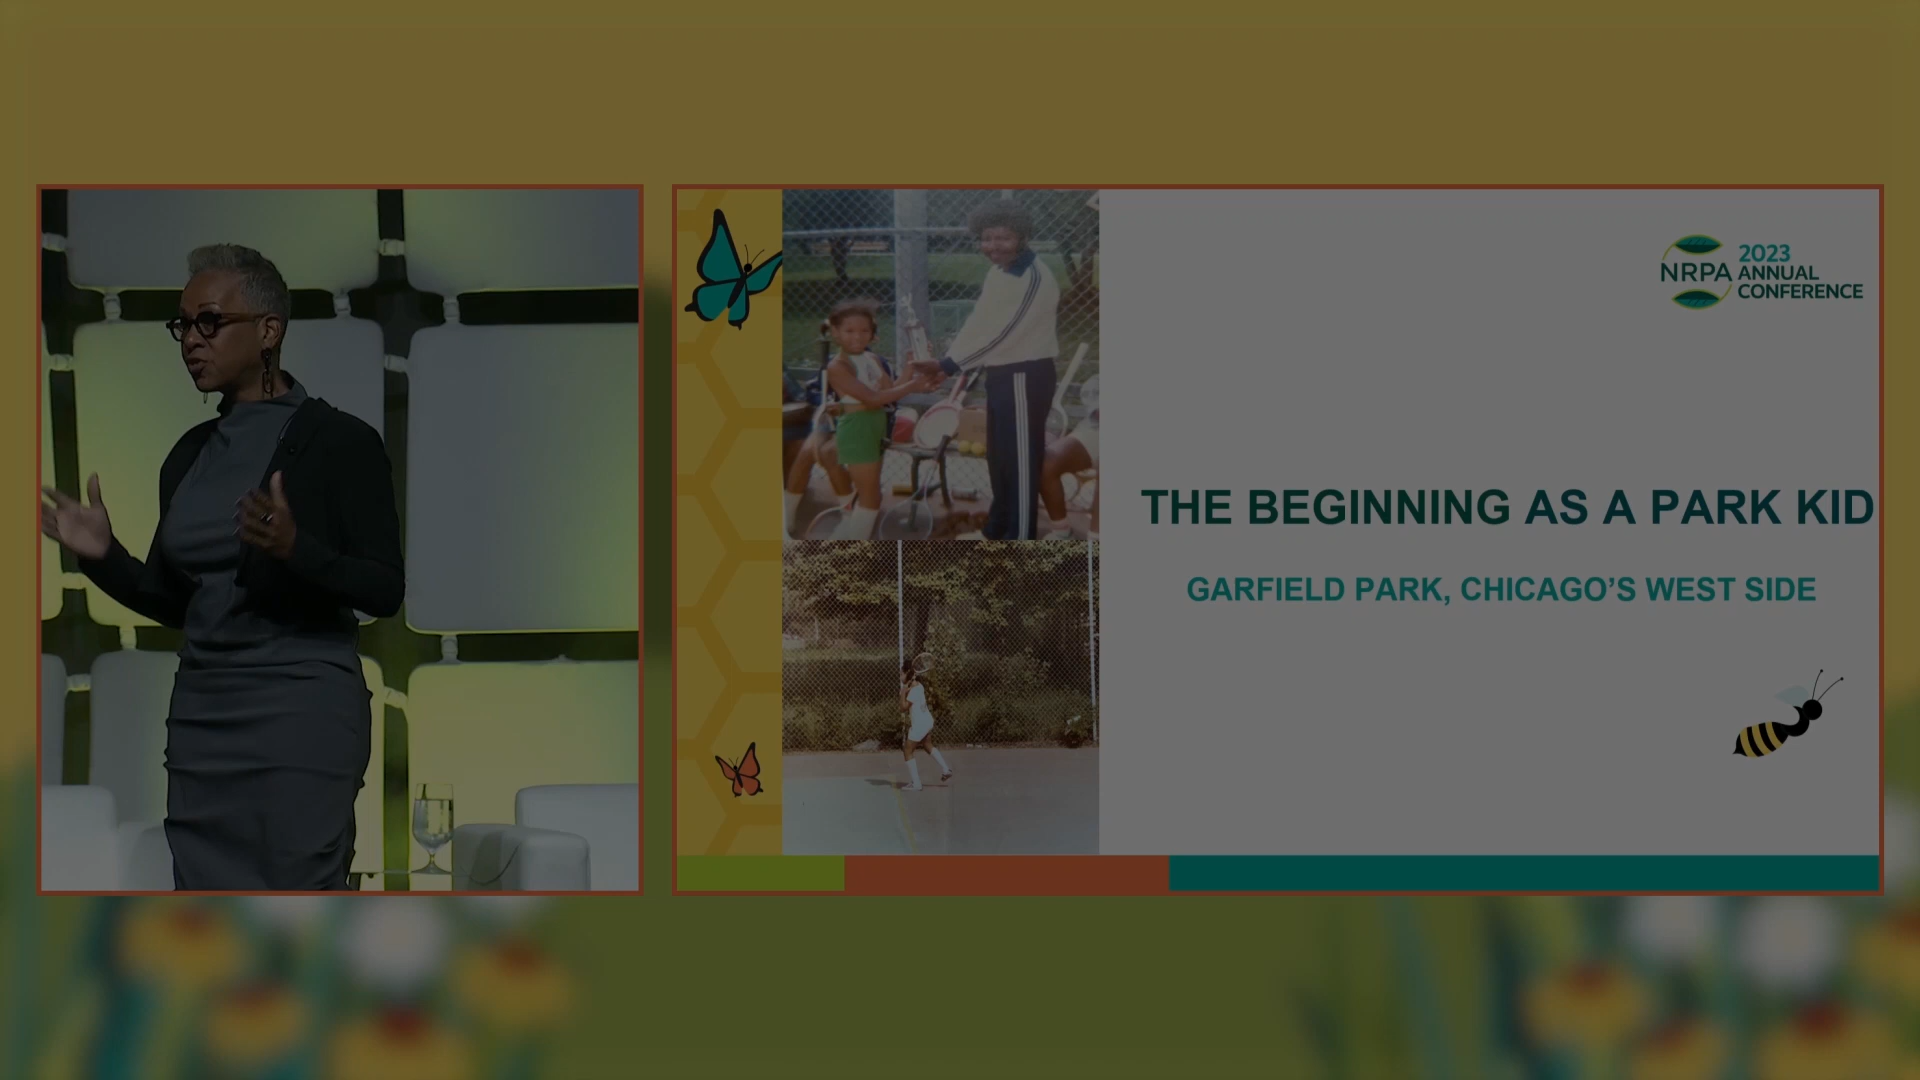 2023
NRPA ANNUAL
CONFERENCE
THE BEGINNING AS A PARK KID
GARFIELD PARK, CHICAGO’S WEST SIDE